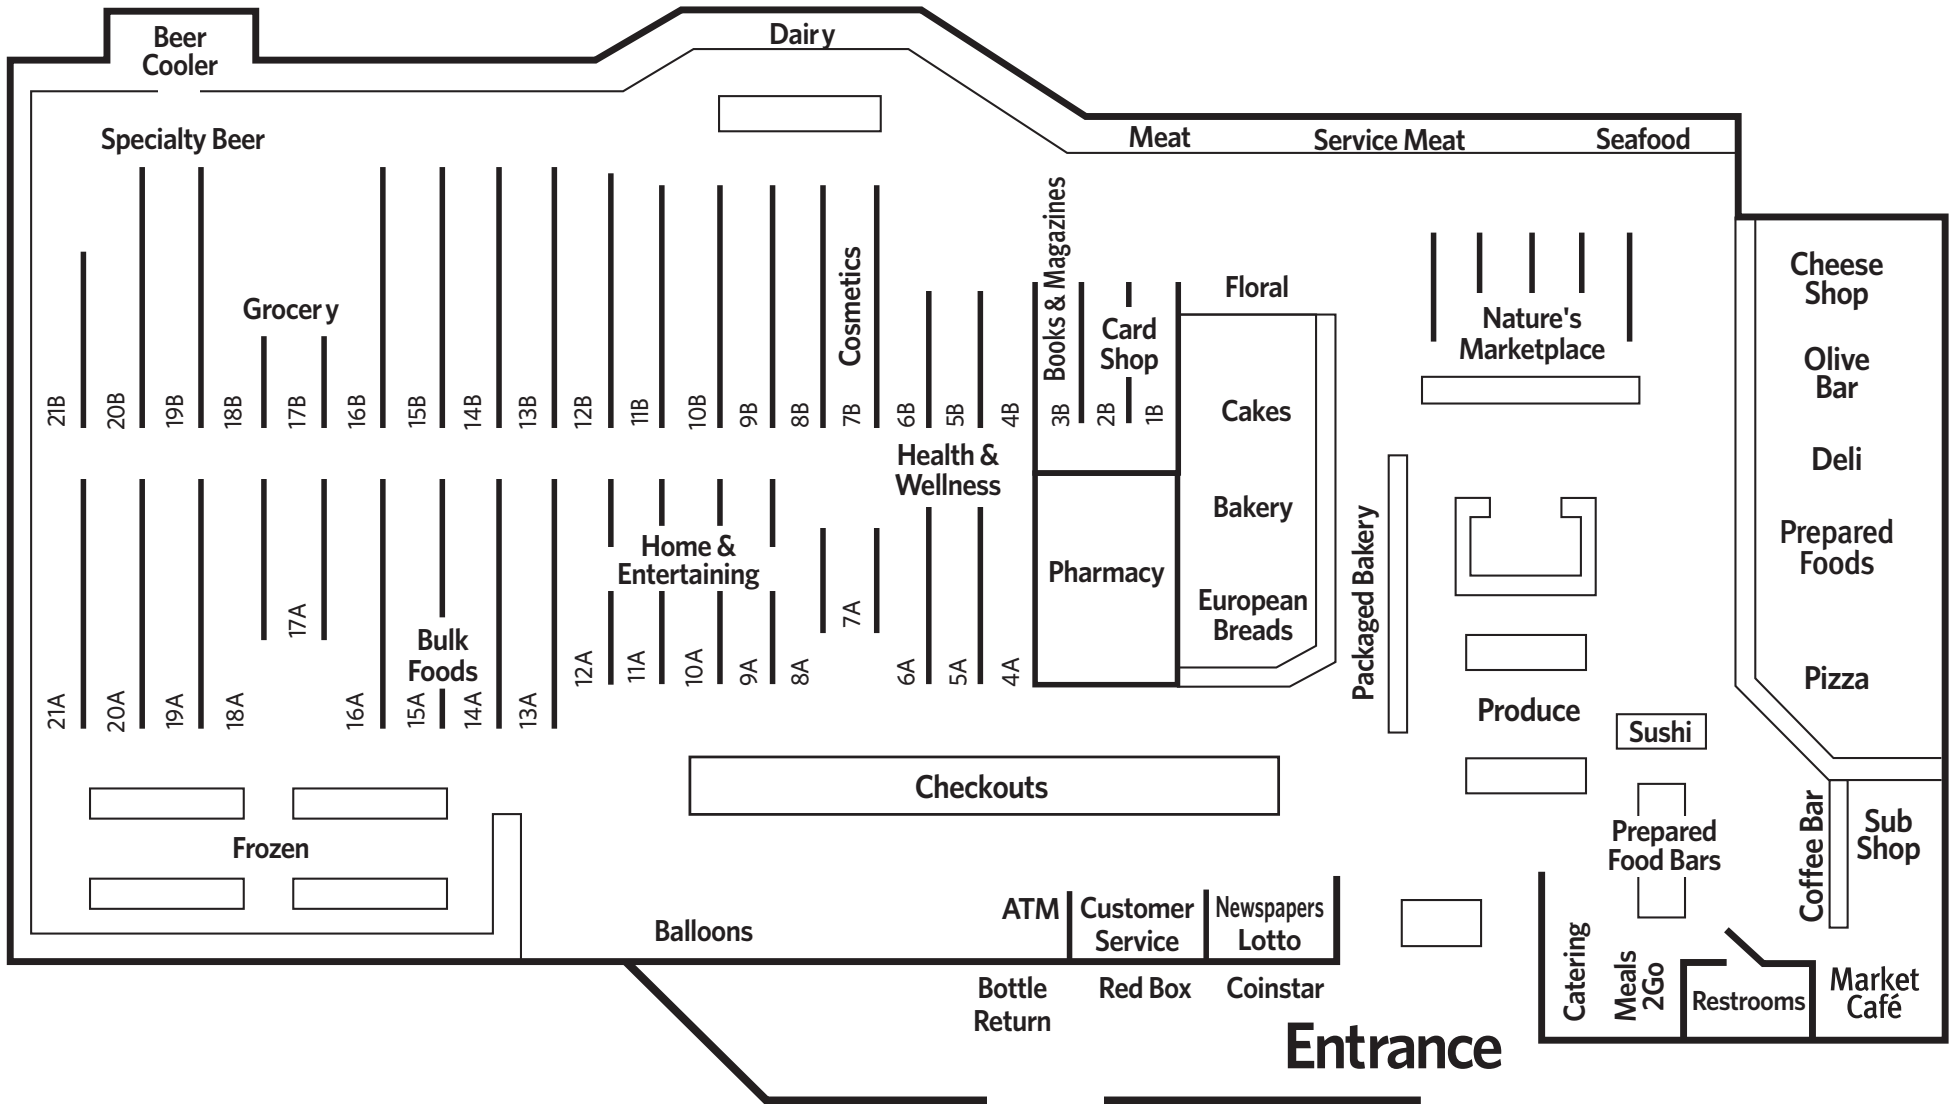 Dairy
Beer
Cooler
Specialty Beer
Meat
Service Meat
Seafood
Cheese
Shop
Olive
Bar
Deli
Prepared
Foods
Pizza
Grocery
Cosmetics
Books & Magazines
Card
Shop
Floral
Nature's
Marketplace
21B
20B
19B
18B
17B
16B
15B
14B
13B
12B
11B
10B
9B
8B
7B
6B
5B
4B
3B
2B
1B
Cakes
Bakery
European
Breads
Health &
Wellness
Home &
Entertaining
Pharmacy
Packaged Bakery
Bulk
Foods
21A
20A
19A
18A
17A
16A
15A
14A
13A
12A
11A
10A
9A
8A
7A
6A
5A
4A
Produce
Sushi
Checkouts
Frozen
Prepared
Food Bars
Coffee Bar
Sub
Shop
Balloons
ATM
Customer
Service
Newspapers
Lotto
Bottle
Return
Red Box
Coinstar
Catering
Meals
2Go
Restrooms
Market
Café
Entrance